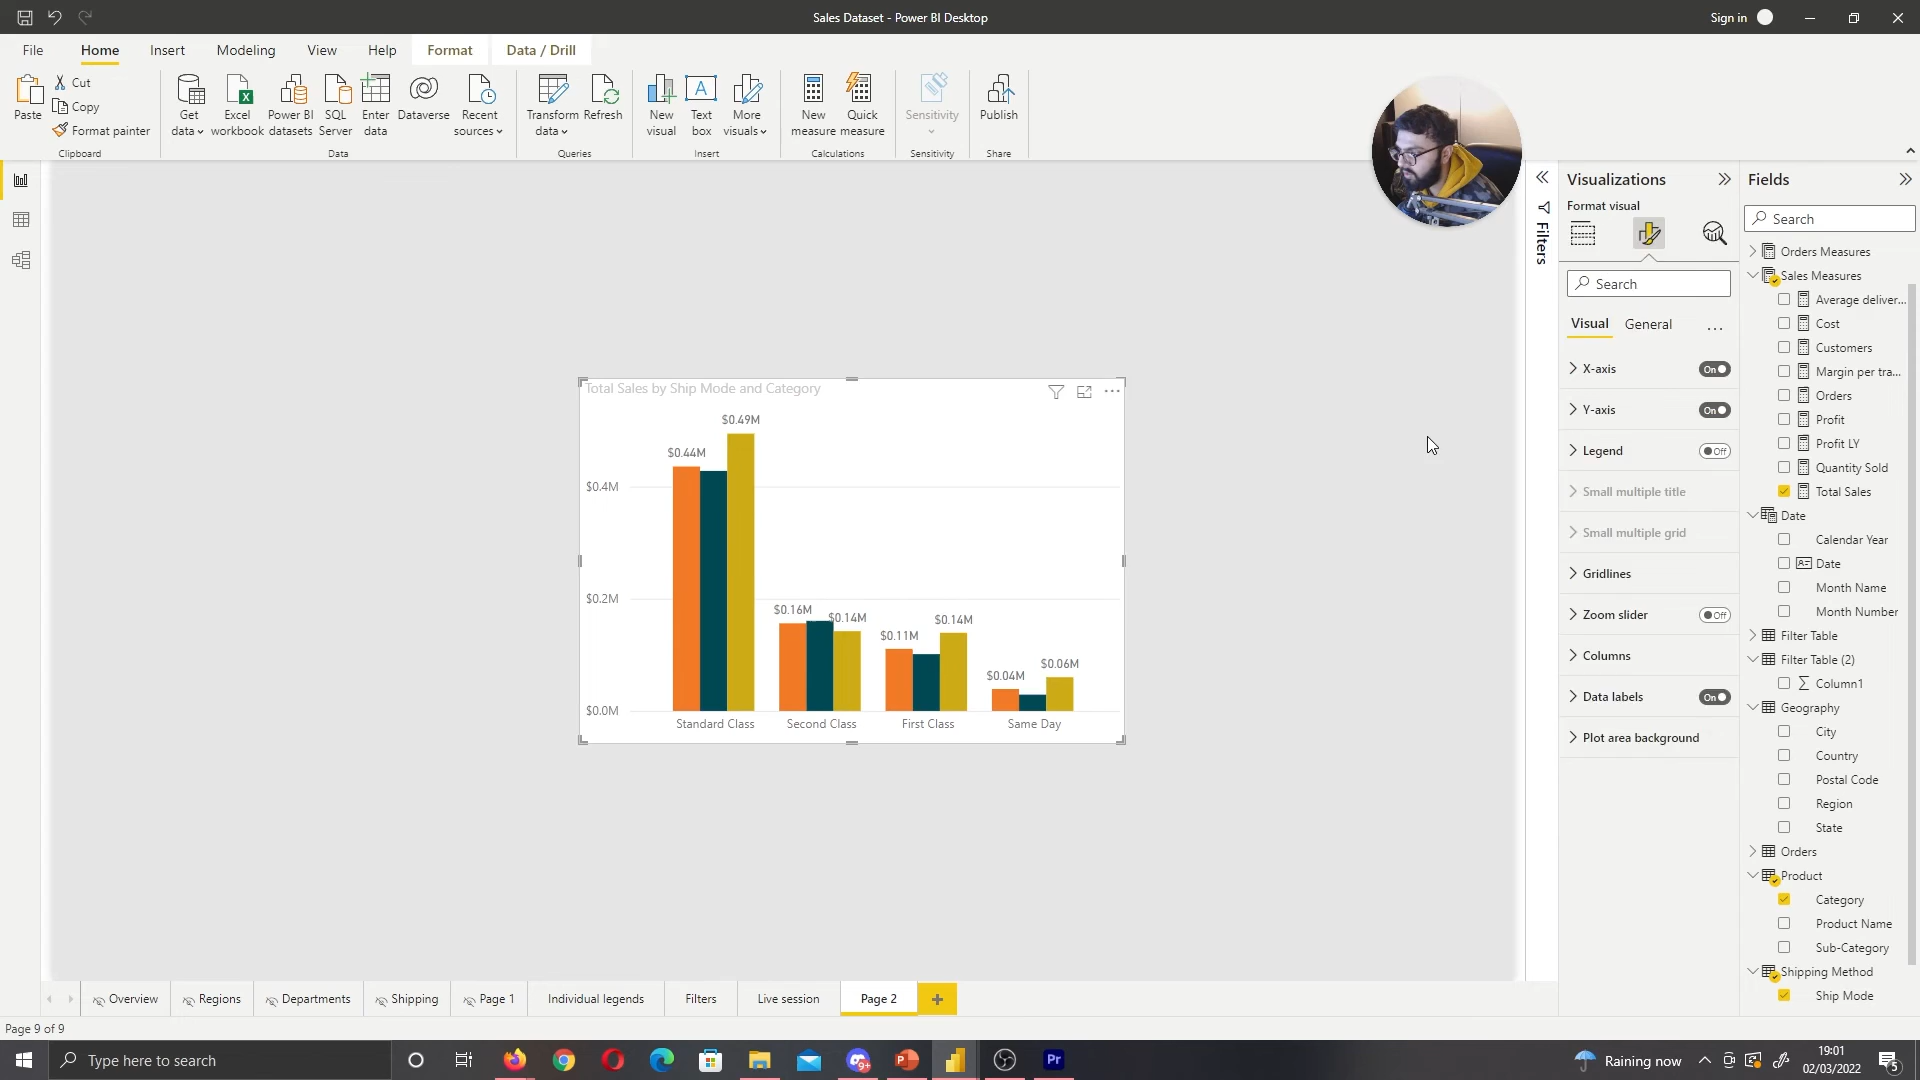 Sales Dataset - Power BI Desktop
Sign in
File Home Insert Modeling View Help Format Data / Drill
Paste
Cut
Copy
Format painter
Clipboard
Get data
Excel workbook
Power BI datasets
SQL Server
Enter data
Dataverse
Recent sources
Data
Transform data
Refresh
Queries
New visual
Text box
More visuals
Insert
New measure
Quick measure
Calculations
Sensitivity
Sensitivity
Publish
Share
Total Sales by Ship Mode and Category
$0.49M
$0.44M
$0.4M
$0.16M
$0.14M
$0.11M
$0.14M
$0.04M
$0.06M
$0.2M
$0.0M
Standard Class
Second Class
First Class
Same Day
Filters
Visualizations
Format visual
Search
Visual General ...
X-axis On
Y-axis On
Legend Off
Small multiple title
Small multiple grid
Gridlines
Zoom slider Off
Columns
Data labels On
Plot area background
Fields
Search
Orders Measures
Sales Measures
Average deliver...
Cost
Customers
Margin per tra...
Orders
Profit
Profit LY
Quantity Sold
Total Sales
Date
Calendar Year
Date
Month Name
Month Number
Filter Table
Filter Table (2)
Column1
Geography
City
Country
Postal Code
Region
State
Orders
Product
Category
Product Name
Sub-Category
Shipping Method
Ship Mode
Overview
Regions
Departments
Shipping
Page 1
Individual legends
Filters
Live session
Page 2
Page 9 of 9
Type here to search
9+
Pr
Raining now
19:01
02/03/2022
5